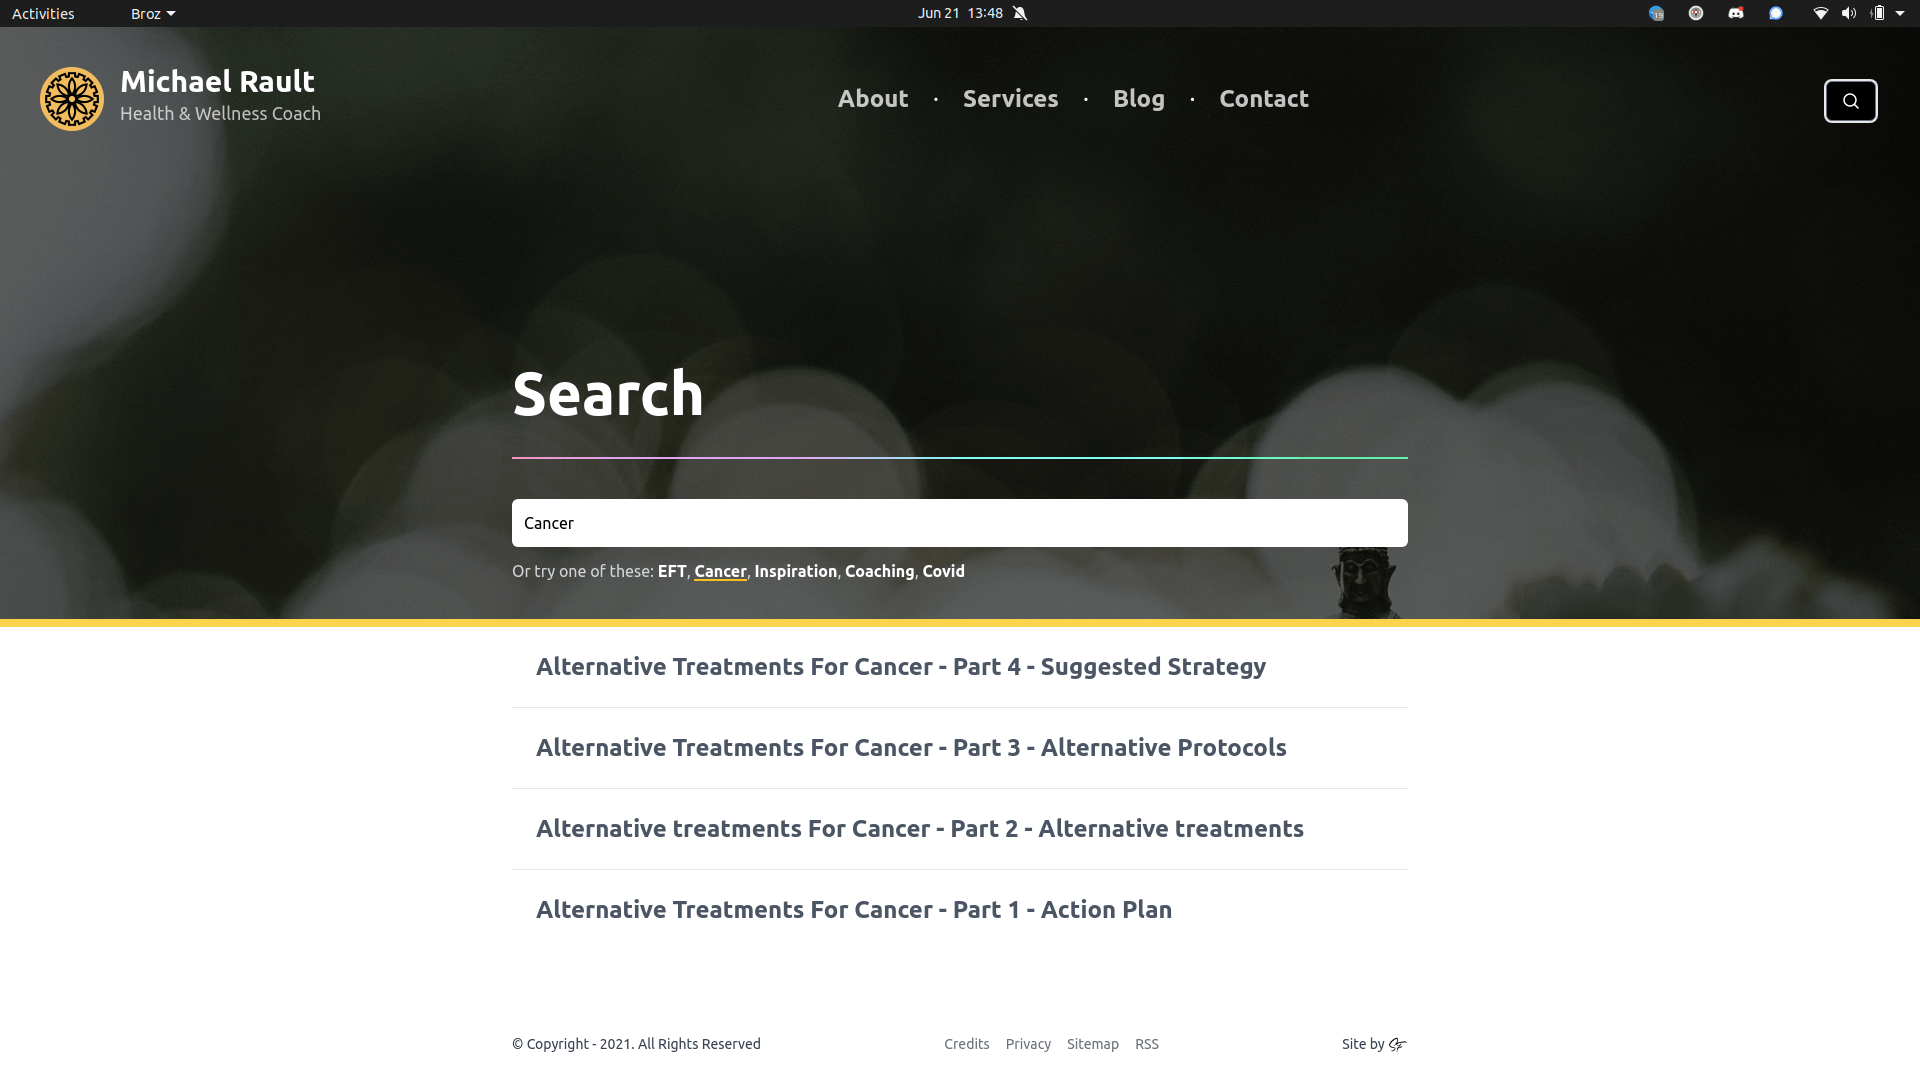 Activities
Broz
Jun 21 13:48
19
Michael Rault
Health & Wellness Coach
About · Services · Blog · Contact
Search
Cancer
Or try one of these: EFT, Cancer, Inspiration, Coaching, Covid
Alternative Treatments For Cancer - Part 4 - Suggested Strategy
Alternative Treatments For Cancer - Part 3 - Alternative Protocols
Alternative treatments For Cancer - Part 2 - Alternative treatments
Alternative Treatments For Cancer - Part 1 - Action Plan
© Copyright - 2021. All Rights Reserved
Credits Privacy Sitemap RSS
Site by SF